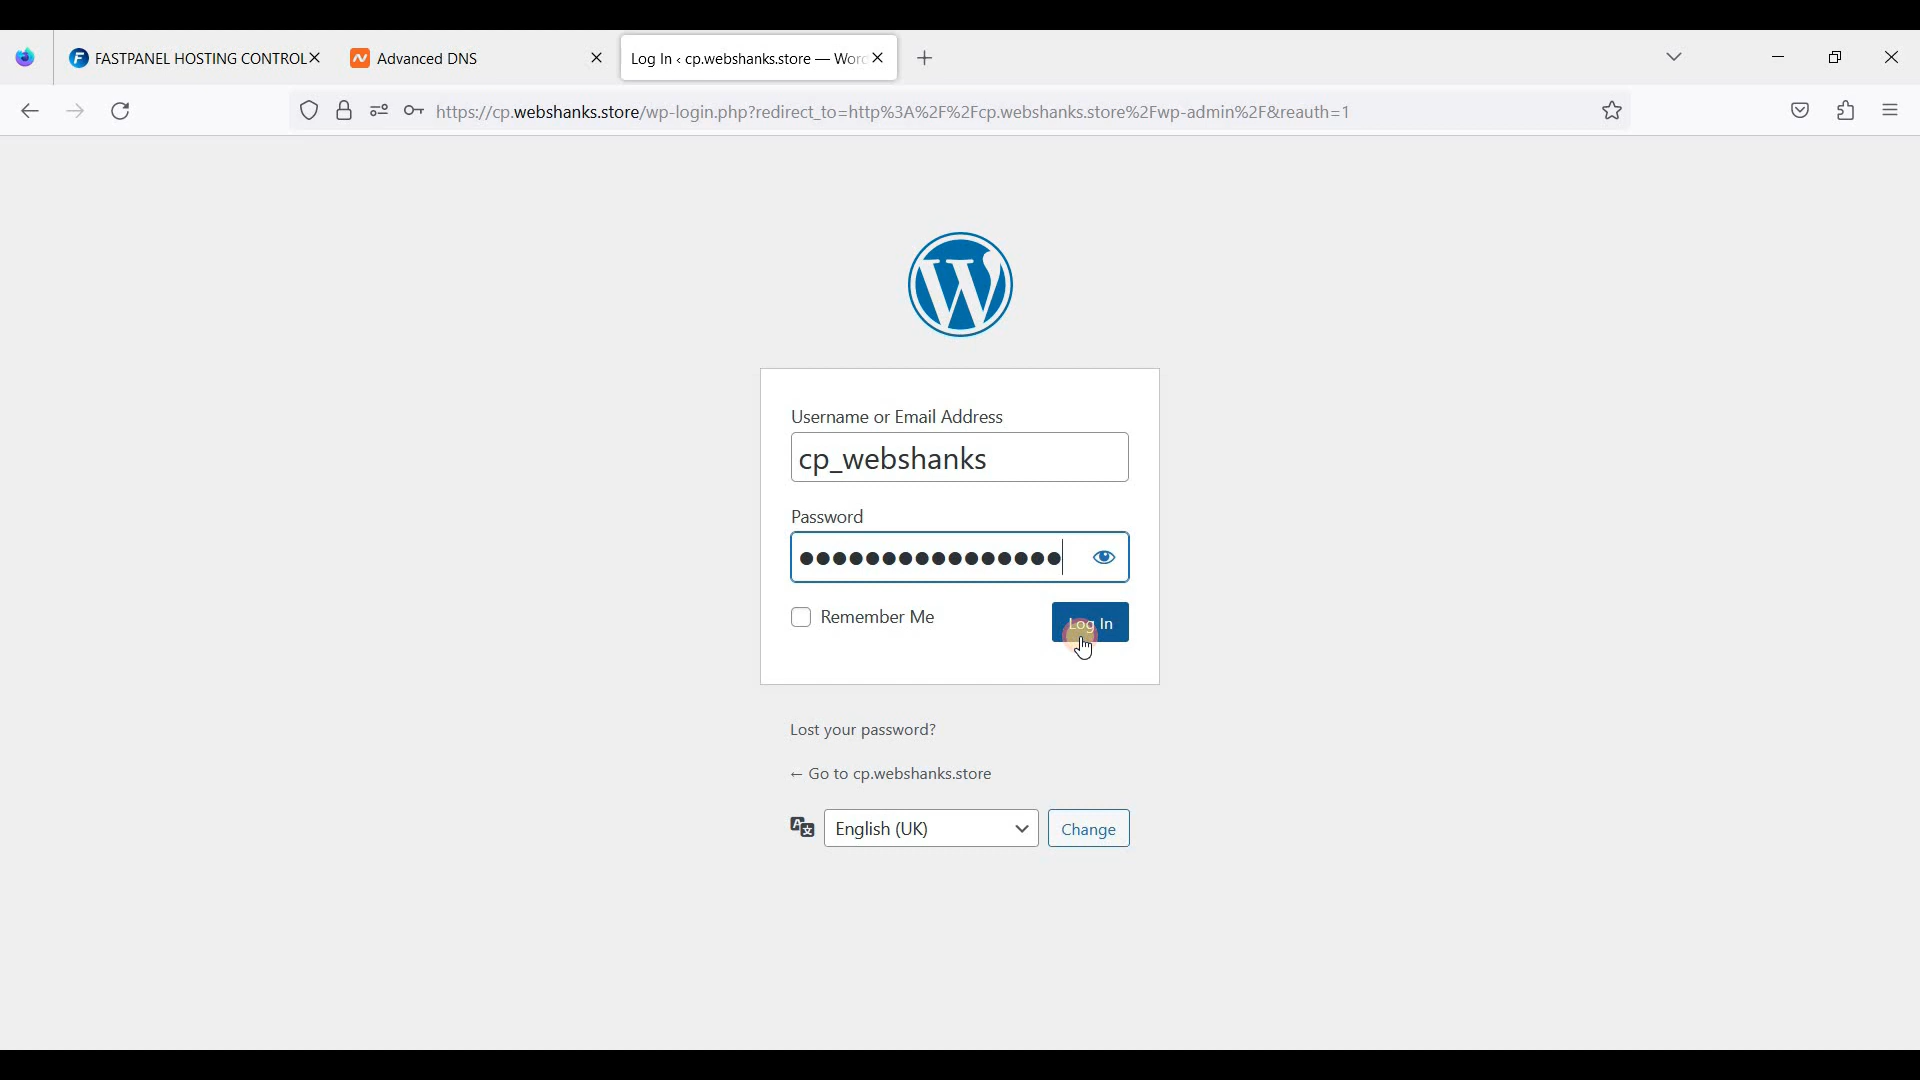 FASTPANEL HOSTING CONTROL
Advanced DNS
Log In ‹ cp.webshanks.store — Word
https://cp.webshanks.store/wp-login.php?redirect_to=http%3A%2F%2Fcp.webshanks.store%2Fwp-admin%2F&reauth=1
Username or Email Address
cp_webshanks
Password
Remember Me
Log In
Lost your password?
← Go to cp.webshanks.store
English (UK)
Change